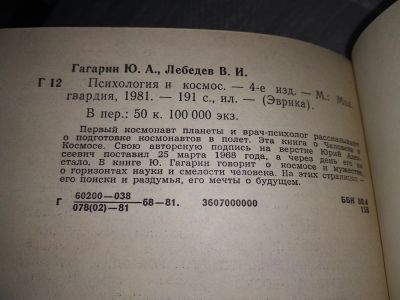 Гагарин Ю. А., Лебедев В. И.
Г 12 Психология и космос. — 4-е изд. — М.: Мол.
гвардия, 1981. — 191 с., ил. — (Эврика).
В пер.: 50 к. 100 000 экз.
Первый космонавт планеты и врач-психолог рассказывают
о подготовке космонавтов в полет. Эта книга о Человеке и
Космосе. Свою авторскую подпись на верстке Юрий Алек-
сеевич поставил 25 марта 1968 года, а через день его не
стало. В книге Ю. Гагарин говорит о космосе и мужестве,
о горизонтах науки и смелости человека. На этих страницах —
его поиски и раздумья, его мечты о будущем.
Г 60200—038
078(02)—81 —68—81. 3607000000
ББК